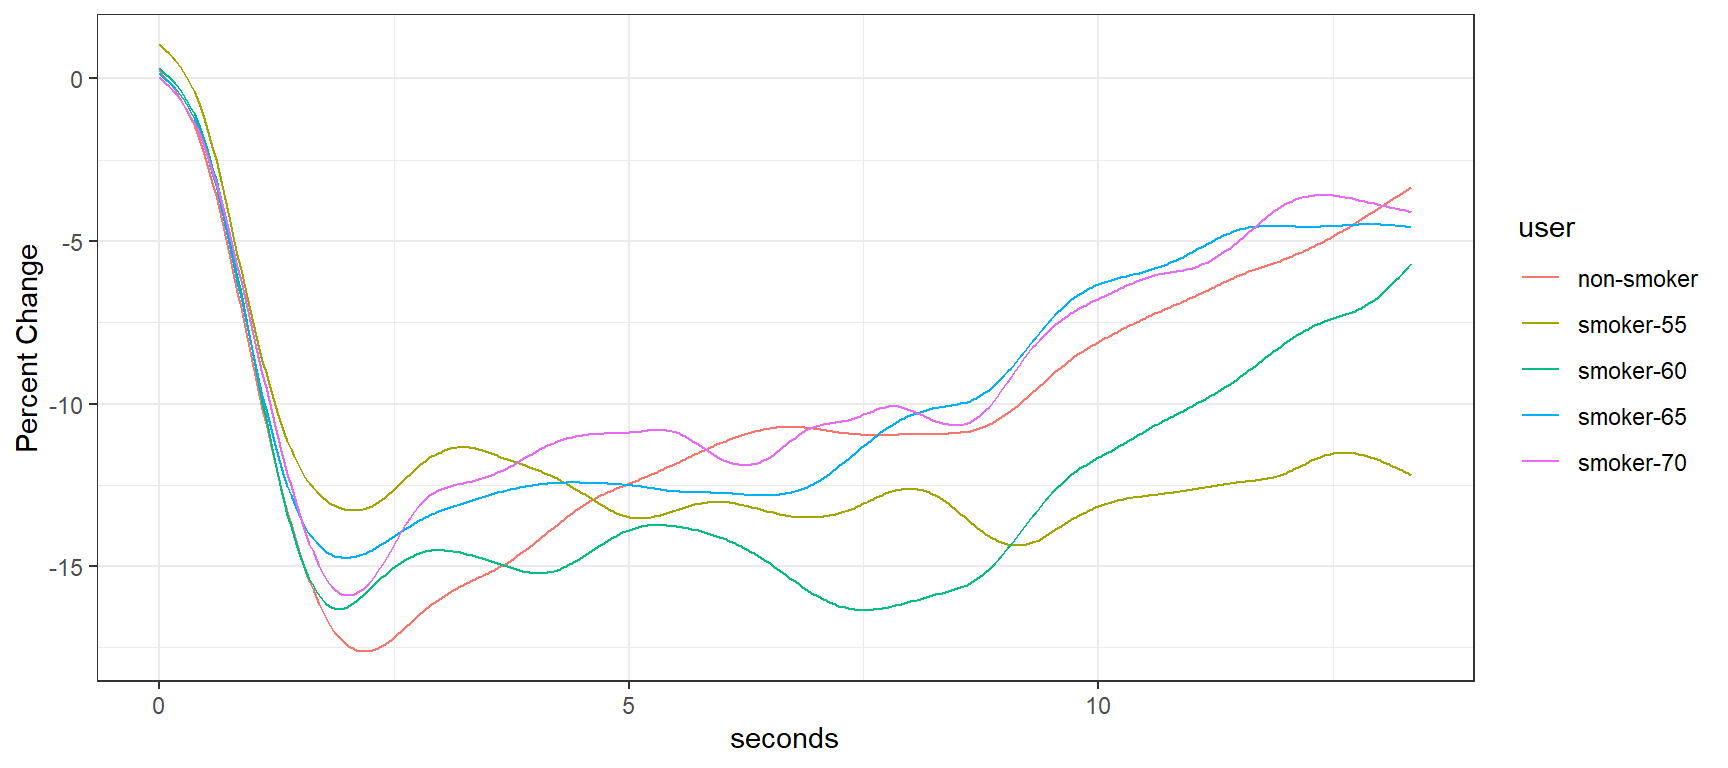 Percent Change
0
-5
-10
-15
0
5
10
seconds
user
non-smoker
smoker-55
smoker-60
smoker-65
smoker-70